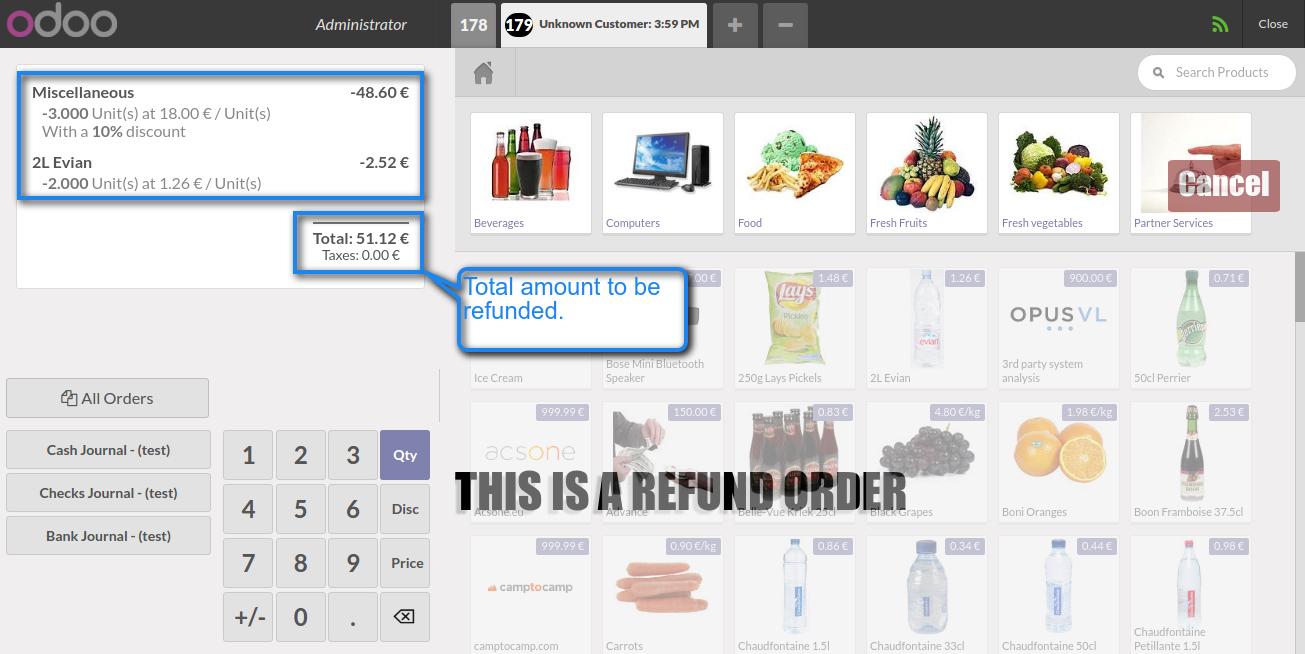 odoo
Administrator
178
179 Unknown Customer: 3:59 PM
+
−
Close
Search Products
Miscellaneous -48.60 €
-3.000 Unit(s) at 18.00 € / Unit(s)
With a 10% discount
2L Evian -2.52 €
-2.000 Unit(s) at 1.26 € / Unit(s)
Total: 51.12 €
Taxes: 0.00 €
Total amount to be
refunded.
Beverages
Computers
Food
Fresh Fruits
Fresh vegetables
Partner Services
Cancel
Ice Cream
.00 €
Bose Mini Bluetooth
Speaker
1.48 €
Lay's
Pickles
250g Lays Pickels
1.26 €
evian
2L Evian
900.00 €
OPUS VL
3rd party system
analysis
0.71 €
Perrier
50cl Perrier
999.99 €
acsone
Acsone.eu
150.00 €
Advance
0.83 €
Belle-Vue Kriek 25cl
4.80 €/kg
Black Grapes
1.98 €/kg
Boni Oranges
2.53 €
Boon Framboise 37.5cl
THIS IS A REFUND ORDER
999.99 €
camptocamp
camptocamp.com
0.90 €/kg
Carrots
0.86 €
Chaudfontaine 1.5l
0.34 €
Chaudfontaine 33cl
0.44 €
Chaudfontaine 50cl
0.98 €
Chaudfontaine
Petillante 1.5l
All Orders
Cash Journal - (test)
Checks Journal - (test)
Bank Journal - (test)
1 2 3 Qty
4 5 6 Disc
7 8 9 Price
+/- 0 .